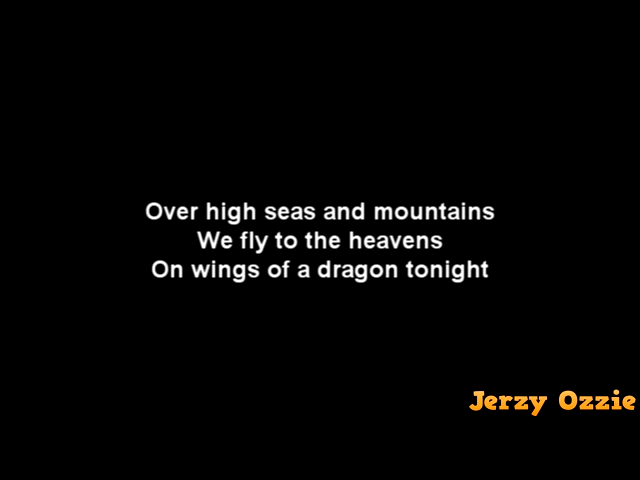 Over high seas and mountains
We fly to the heavens
On wings of a dragon tonight
Jerzy Ozzie